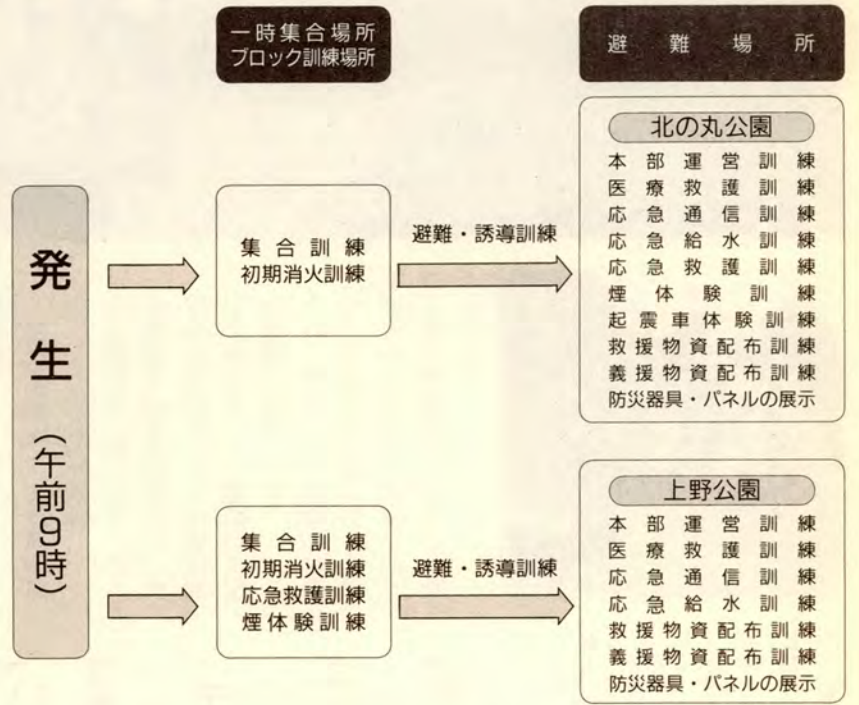 一時集合場所
ブロック訓練場所
避難場所
発生(午前9時)
集合訓練
初期消火訓練
避難・誘導訓練
北の丸公園
本部運営訓練
医療救護訓練
応急通信訓練
応急給水訓練
応急救護訓練
煙体験訓練
起震車体験訓練
救援物資配布訓練
義援物資配布訓練
防災器具・パネルの展示
集合訓練
初期消火訓練
応急救護訓練
煙体験訓練
避難・誘導訓練
上野公園
本部運営訓練
医療救護訓練
応急通信訓練
応急給水訓練
救援物資配布訓練
義援物資配布訓練
防災器具・パネルの展示